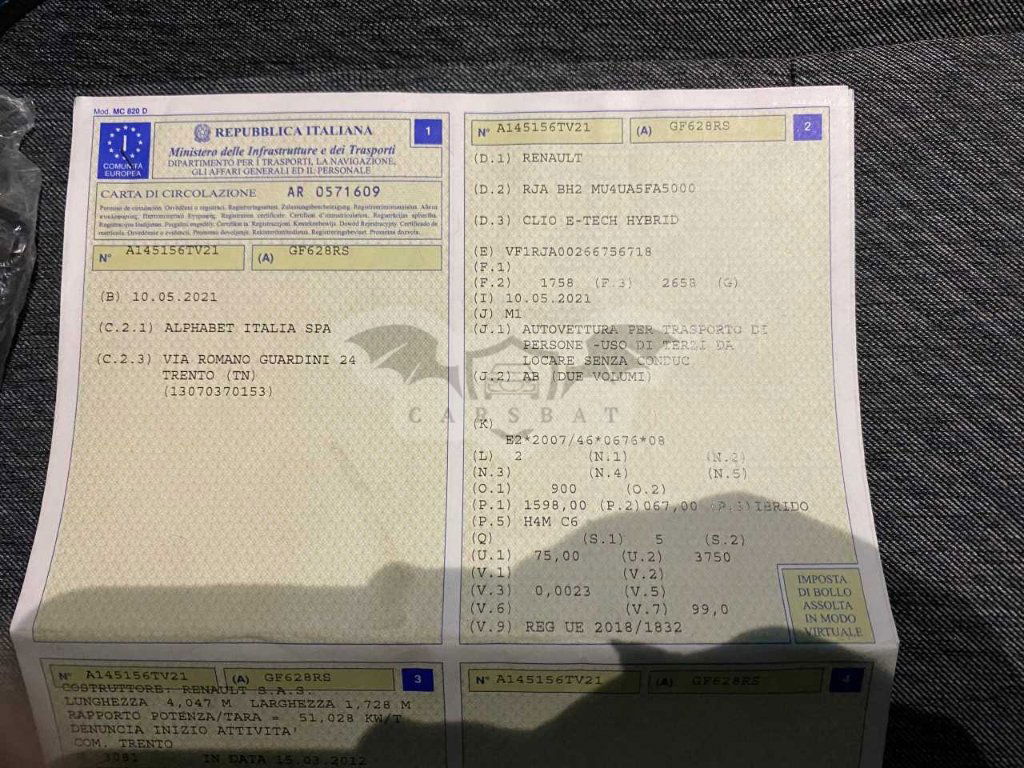 Mod. MC 820 D
REPUBBLICA ITALIANA
1
Ministero delle Infrastrutture e dei Trasporti
DIPARTIMENTO PER I TRASPORTI, LA NAVIGAZIONE,
GLI AFFARI GENERALI ED IL PERSONALE
I
COMUNITÀ
EUROPEA
CARTA DI CIRCOLAZIONE AR 0571609
N° A145156TV21 (A) GF628RS
(B) 10.05.2021
(C.2.1) ALPHABET ITALIA SPA
(C.2.3) VIA ROMANO GUARDINI 24
TRENTO (TN)
(13070370153)
N° A145156TV21 (A) GF628RS 2
(D.1) RENAULT
(D.2) RJA BH2 MU4UA5FA5000
(D.3) CLIO E-TECH HYBRID
(E) VF1RJA00266756718
(F.1)
(F.2) 1758 (F.3) 2658 (G)
(I) 10.05.2021
(J) M1
(J.1) AUTOVETTURA PER TRASPORTO DI
PERSONE -USO DI TERZI DA
LOCARE SENZA CONDUC
(J.2) AB (DUE VOLUMI)
CARSBAT
(K)
E2*2007/46*0676*08
(L) 2 (N.1) (N.2)
(N.3) (N.4) (N.5)
(O.1) 900 (O.2)
(P.1) 1598,00 (P.2)067,00 (P.3)IBRIDO
(P.5) H4M C6
(Q) (S.1) 5 (S.2)
(U.1) 75,00 (U.2) 3750
(V.1) (V.2)
(V.3) 0,0023 (V.5)
(V.6) (V.7) 99,0
(V.9) REG UE 2018/1832
IMPOSTA
DI BOLLO
ASSOLTA
IN MODO
VIRTUALE
N° A145156TV21 (A) GF628RS 3
COSTRUTTORE: RENAULT S.A.S.
LUNGHEZZA 4,047 M LARGHEZZA 1,728 M
RAPPORTO POTENZA/TARA = 51,028 KW/T
DENUNCIA INIZIO ATTIVITA'
COM. TRENTO
3081 IN DATA 15.03.2012
N° A145156TV21 (A) GF628RS 4